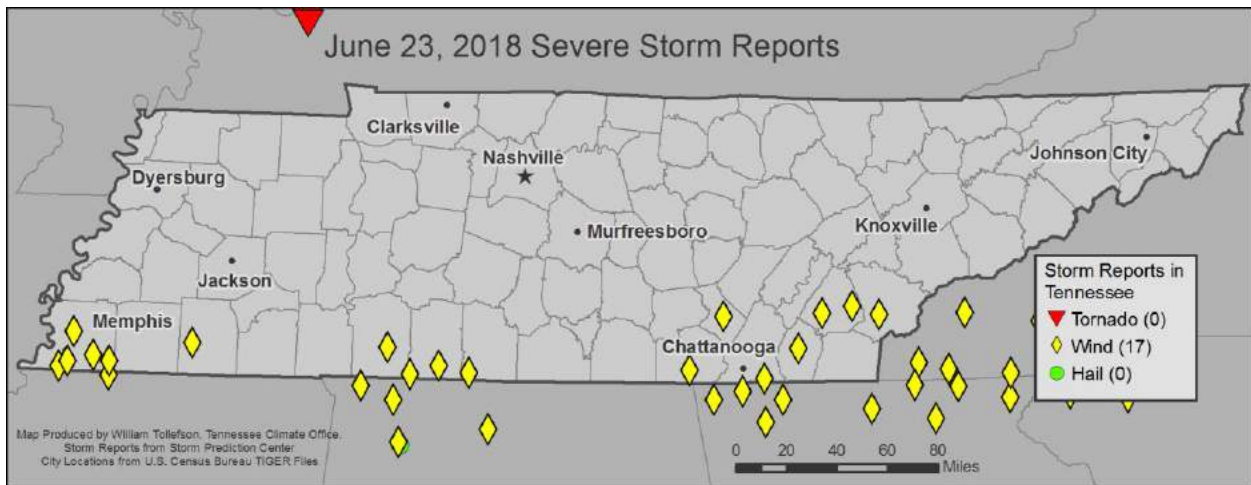 June 23, 2018 Severe Storm Reports
Clarksville
Nashville
Johnson City
Dyersburg
Murfreesboro
Knoxville
Jackson
Storm Reports in
Tennessee
Tornado (0)
Wind (17)
Hail (0)
Memphis
Chattanooga
Map Produced by William Tollefson, Tennessee Climate Office.
Storm Reports from Storm Prediction Center
City Locations from U.S. Census Bureau TIGER Files
0 20 40 60 80
Miles